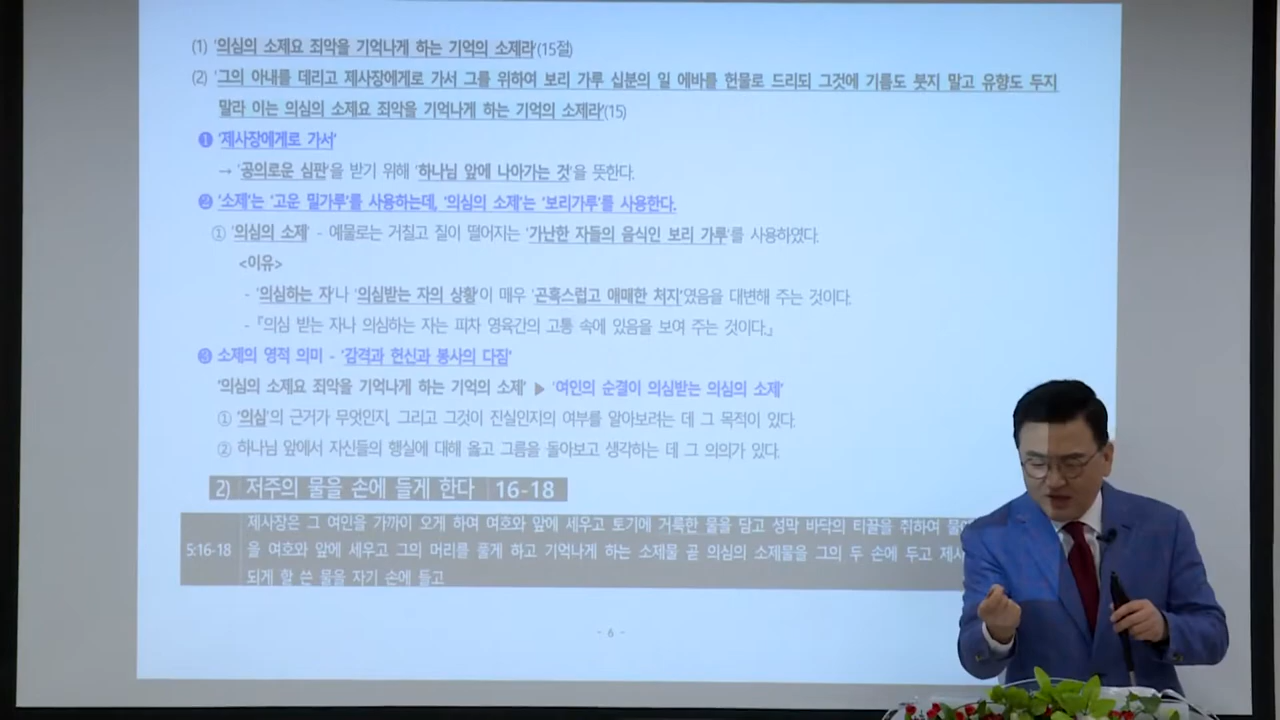 (1) '의심의 소제요 죄악을 기억나게 하는 기억의 소제라'(15절)
(2) '그의 아내를 데리고 제사장에게로 가서 그를 위하여 보리 가루 십분의 일 에바를 헌물로 드리되 그것에 기름도 붓지 말고 유향도 두지
말라 이는 의심의 소제요 죄악을 기억나게 하는 기억의 소제라'(15)
❶ '제사장에게로 가서'
→ '공의로운 심판'을 받기 위해 '하나님 앞에 나아가는 것'을 뜻한다.
❷ '소제'는 '고운 밀가루'를 사용하는데, '의심의 소제'는 '보리가루'를 사용한다.
① '의심의 소제' - 예물로는 거칠고 질이 떨어지는 '가난한 자들의 음식인 보리 가루'를 사용하였다.
<이유>
- '의심하는 자'나 '의심받는 자의 상황'이 매우 '곤혹스럽고 애매한 처지'였음을 대변해 주는 것이다.
- 『의심 받는 자나 의심하는 자는 피차 영육간의 고통 속에 있음을 보여 주는 것이다.』
❸ 소제의 영적 의미 - '감격과 헌신과 봉사의 다짐'
'의심의 소제요 죄악을 기억나게 하는 기억의 소제' ▶ '여인의 순결이 의심받는 의심의 소제'
① '의심'의 근거가 무엇인지, 그리고 그것이 진실인지의 여부를 알아보려는 데 그 목적이 있다.
② 하나님 앞에서 자신들의 행실에 대해 옳고 그름을 돌아보고 생각하는 데 그 의의가 있다.
2) 저주의 물을 손에 들게 한다 16-18
제사장은 그 여인을 가까이 오게 하여 여호와 앞에 세우고 토기에 거룩한 물을 담고 성막 바닥의 티끌을 취하여
5:16-18 을 여호와 앞에 세우고 그의 머리를 풀게 하고 기억나게 하는 소제물 곧 의심의 소제물을 그의 두 손에 두고
되게 할 쓴 물을 자기 손에 들고
- 6 -